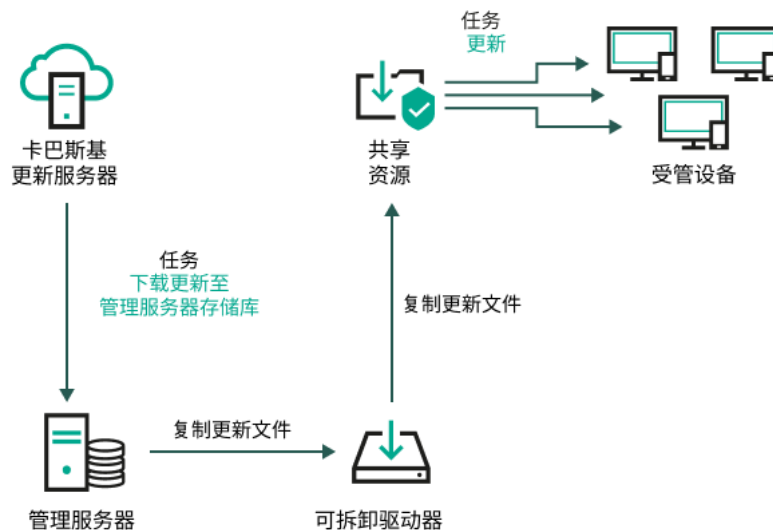 任务
更新
卡巴斯基
更新服务器
共享
资源
受管设备
任务
下载更新至
管理服务器存储库
复制更新文件
复制更新文件
管理服务器
可拆卸驱动器